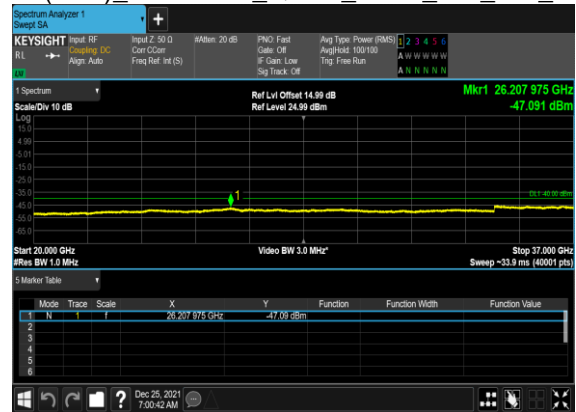 Spectrum Analyzer 1
Swept SA
KEYSIGHT Input: RF Input Z: 50 Ω #Atten: 20 dB PNO: Fast Avg Type: Power (RMS) 1 2 3 4 5 6
RL Coupling: DC Corr CCorr Gate: Off Avg|Hold: 100/100 A W W W W W
Align: Auto Freq Ref: Int (S) IF Gain: Low Trig: Free Run
Sig Track: Off A N N N N N
1 Spectrum Ref Lvl Offset 14.99 dB Mkr1 26.207 975 GHz
Scale/Div 10 dB Ref Level 24.99 dBm -47.091 dBm
Log
15.0
4.99
-5.01
-15.0
-25.0
-35.0
1
DL1 -40.00 dBm
-45.0
-55.0
-65.0
Start 20.000 GHz Video BW 3.0 MHz* Stop 37.000 GHz
#Res BW 1.0 MHz Sweep ~33.9 ms (40001 pts)
5 Marker Table
Mode Trace Scale X Y Function Function Width Function Value
1 N 1 f 26.207 975 GHz -47.09 dBm
2
3
4
5
6
? Dec 25, 2021
7:00:42 AM